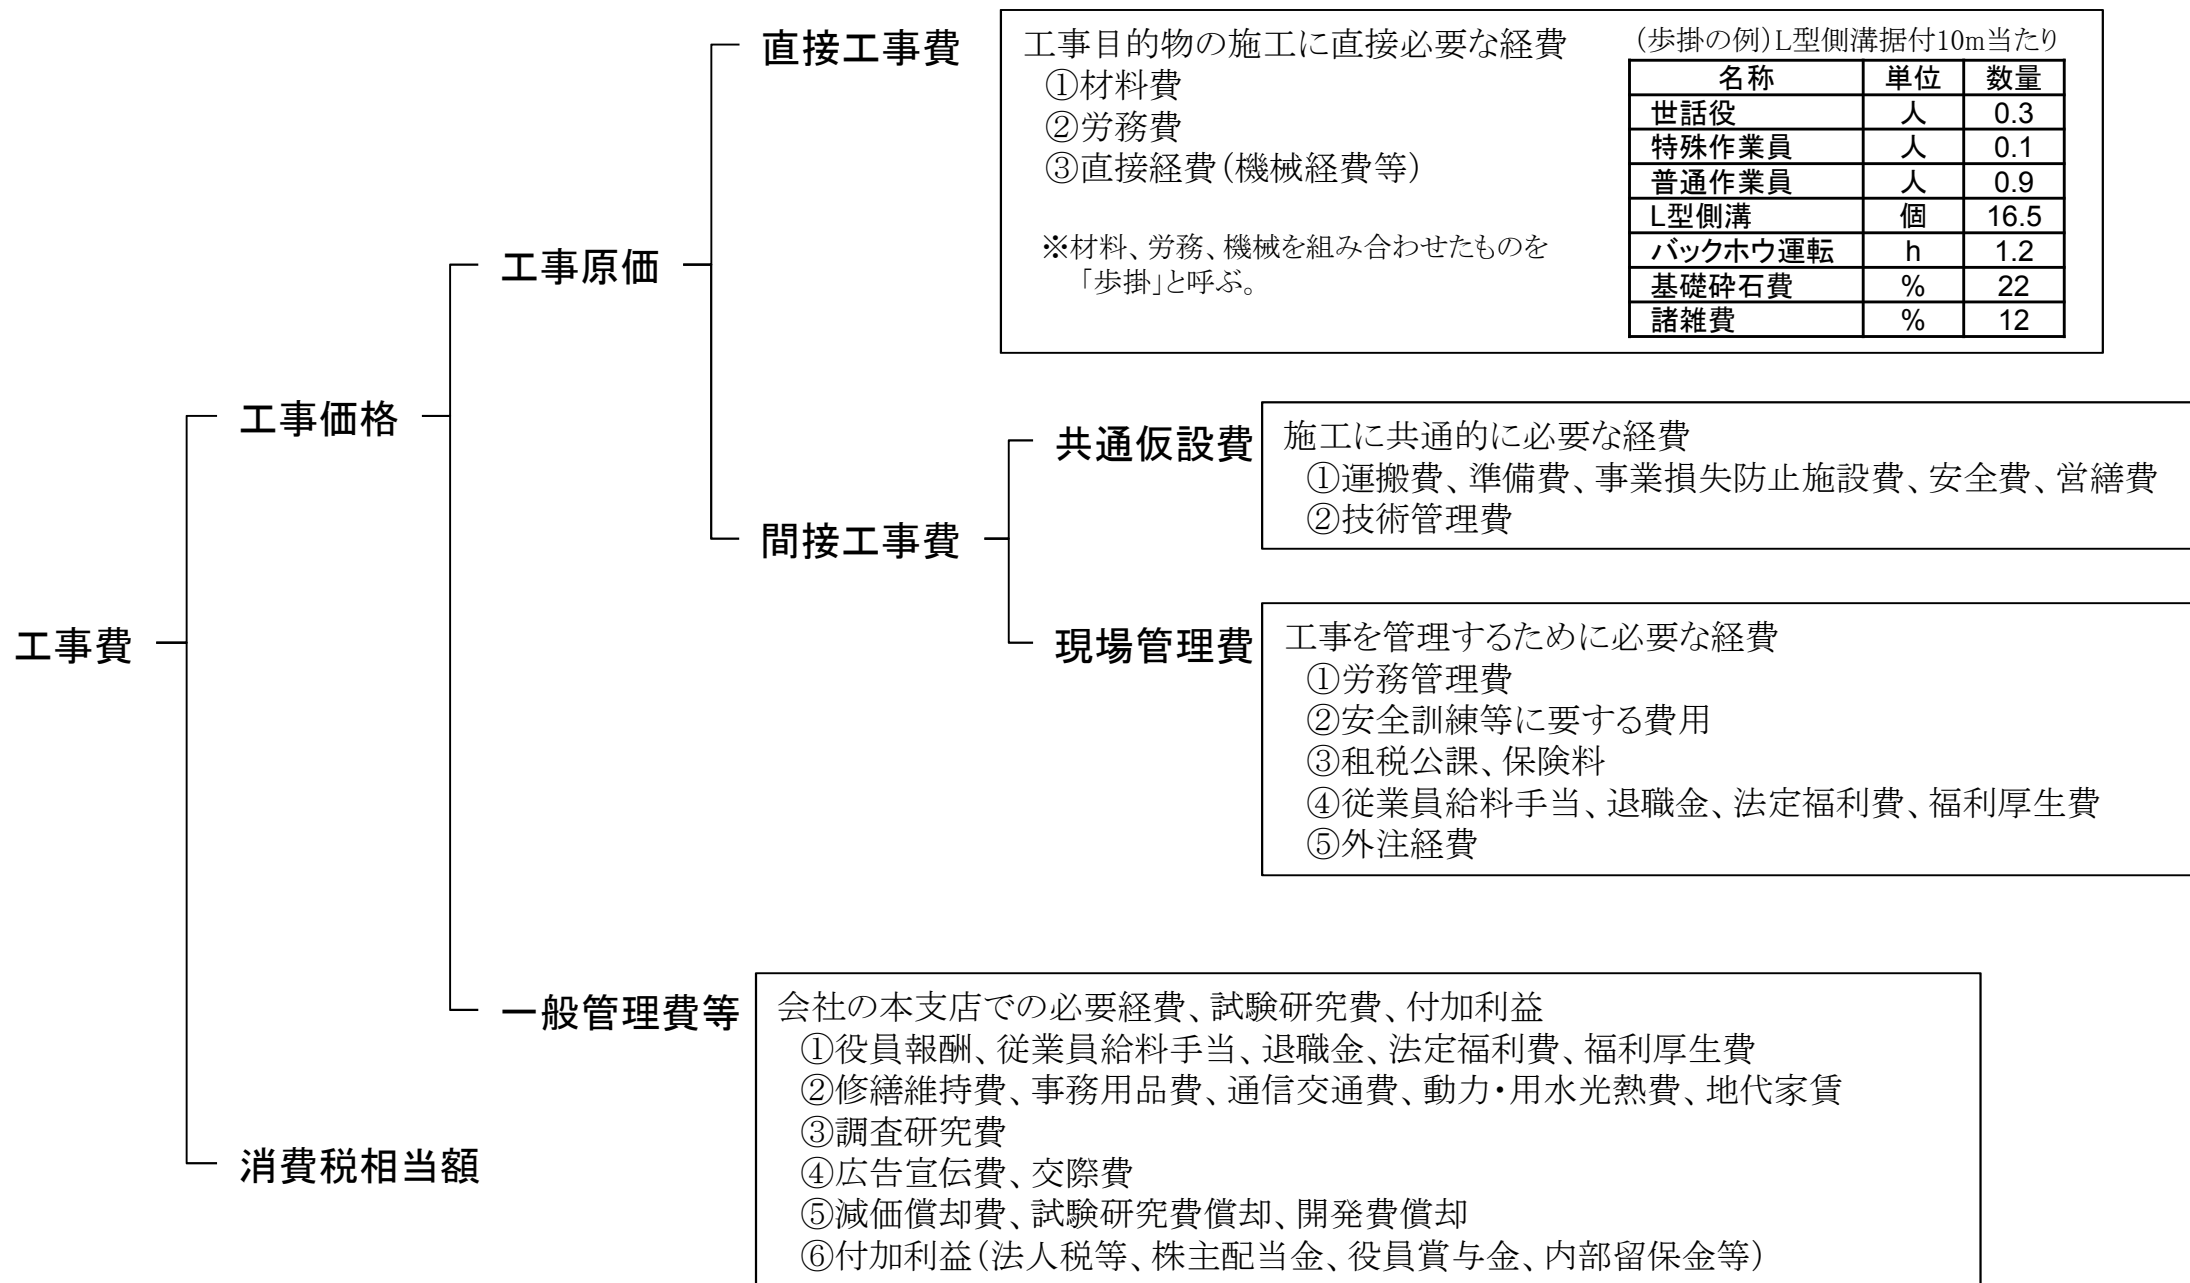 直接工事費
工事目的物の施工に直接必要な経費
①材料費
②労務費
③直接経費(機械経費等)
※材料、労務、機械を組み合わせたものを
「歩掛」と呼ぶ。
(歩掛の例)L型側溝据付10m当たり
名称 単位 数量
世話役 人 0.3
特殊作業員 人 0.1
普通作業員 人 0.9
L型側溝 個 16.5
バックホウ運転 h 1.2
基礎砕石費 % 22
諸雑費 % 12
工事原価
工事価格
共通仮設費
施工に共通的に必要な経費
①運搬費、準備費、事業損失防止施設費、安全費、営繕費
②技術管理費
間接工事費
工事費
現場管理費
工事を管理するために必要な経費
①労務管理費
②安全訓練等に要する費用
③租税公課、保険料
④従業員給料手当、退職金、法定福利費、福利厚生費
⑤外注経費
一般管理費等
会社の本支店での必要経費、試験研究費、付加利益
①役員報酬、従業員給料手当、退職金、法定福利費、福利厚生費
②修繕維持費、事務用品費、通信交通費、動力・用水光熱費、地代家賃
③調査研究費
④広告宣伝費、交際費
⑤減価償却費、試験研究費償却、開発費償却
⑥付加利益(法人税等、株主配当金、役員賞与金、内部留保金等)
消費税相当額